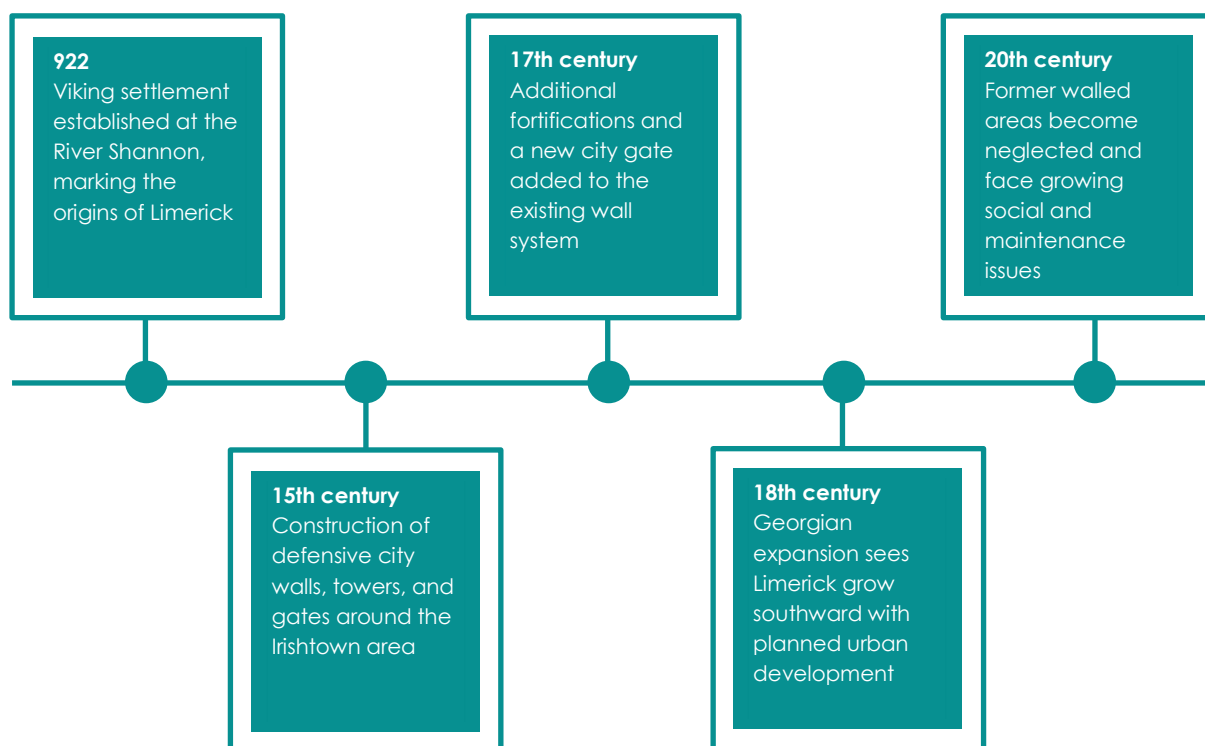 922
Viking settlement
established at the
River Shannon,
marking the
origins of Limerick
15th century
Construction of
defensive city
walls, towers, and
gates around the
Irishtown area
17th century
Additional
fortifications and
a new city gate
added to the
existing wall
system
18th century
Georgian
expansion sees
Limerick grow
southward with
planned urban
development
20th century
Former walled
areas become
neglected and
face growing
social and
maintenance
issues